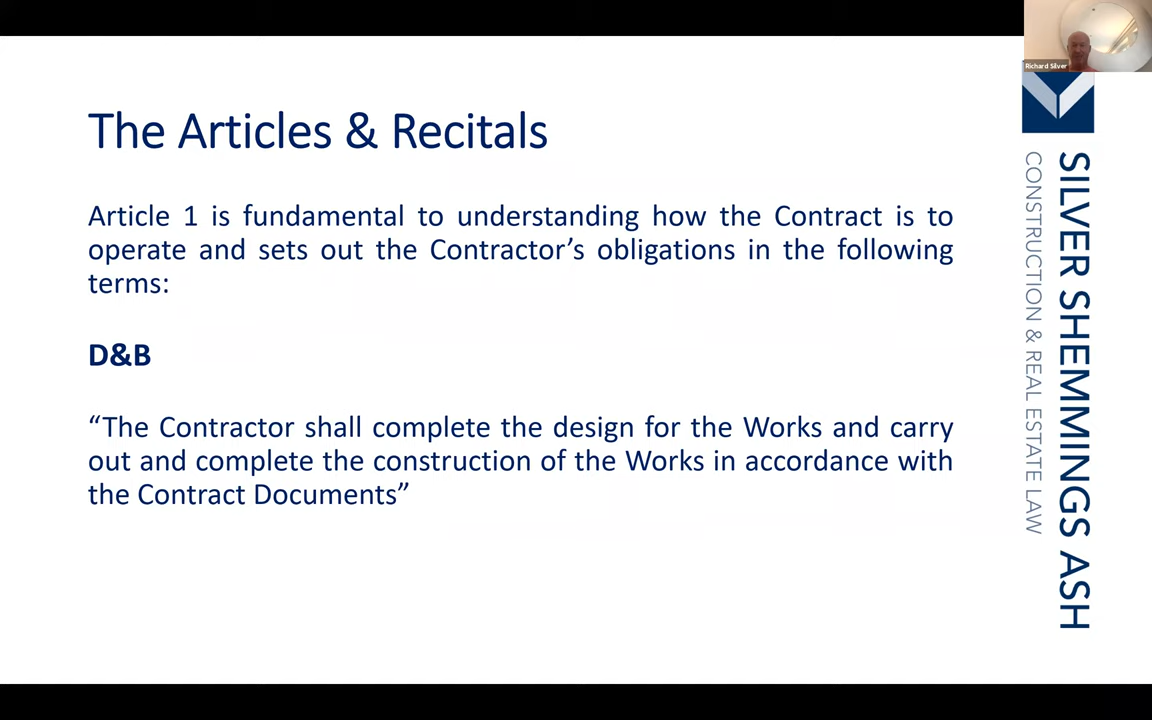 Richard Silver
The Articles & Recitals
Article 1 is fundamental to understanding how the Contract is to
operate and sets out the Contractor’s obligations in the following
terms:
D&B
“The Contractor shall complete the design for the Works and carry
out and complete the construction of the Works in accordance with
the Contract Documents”
SILVER SHEMMINGS ASH
CONSTRUCTION & REAL ESTATE LAW